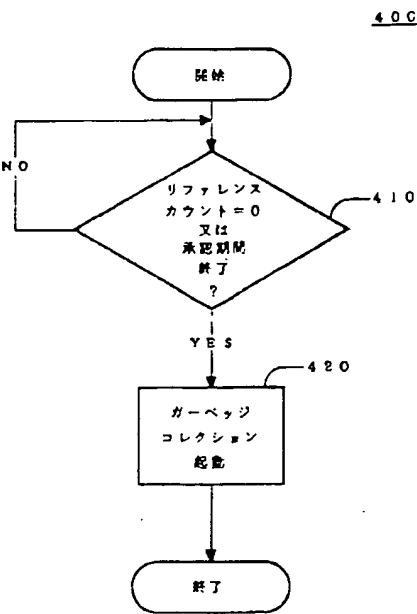 400
開始
NO
リファレンス
カウント=0
又は
承認期間
終了
?
410
YES
420
ガーベッジ
コレクション
起動
終了